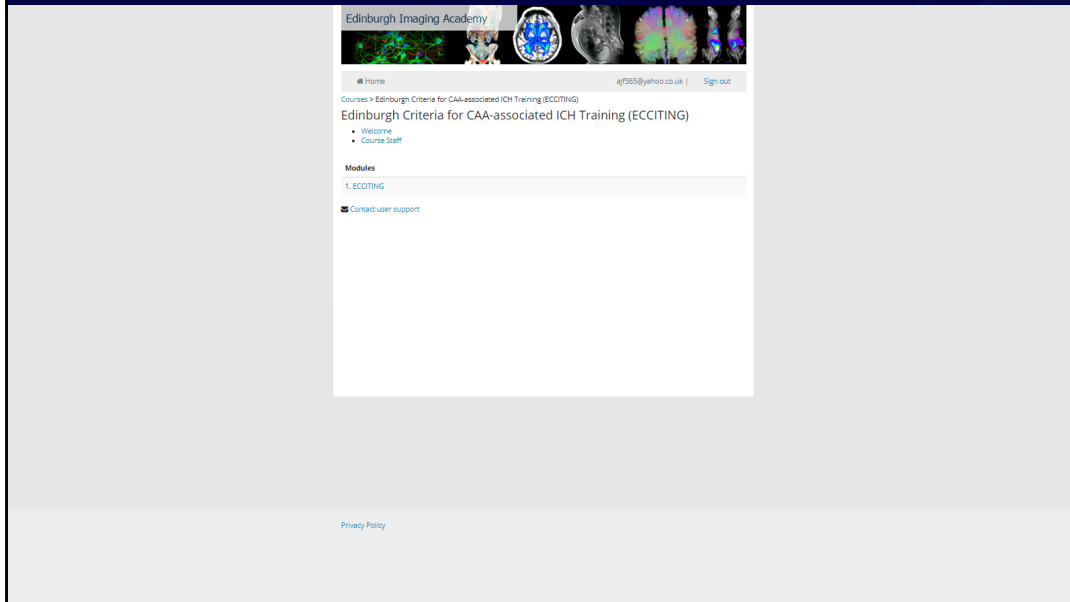 Edinburgh Imaging Academy
Home
ajf365@yahoo.co.uk | Sign out
Courses > Edinburgh Criteria for CAA-associated ICH Training (ECCITING)
Edinburgh Criteria for CAA-associated ICH Training (ECCITING)
Welcome
Course Staff
Modules
1. ECCITING
Contact user support
Privacy Policy